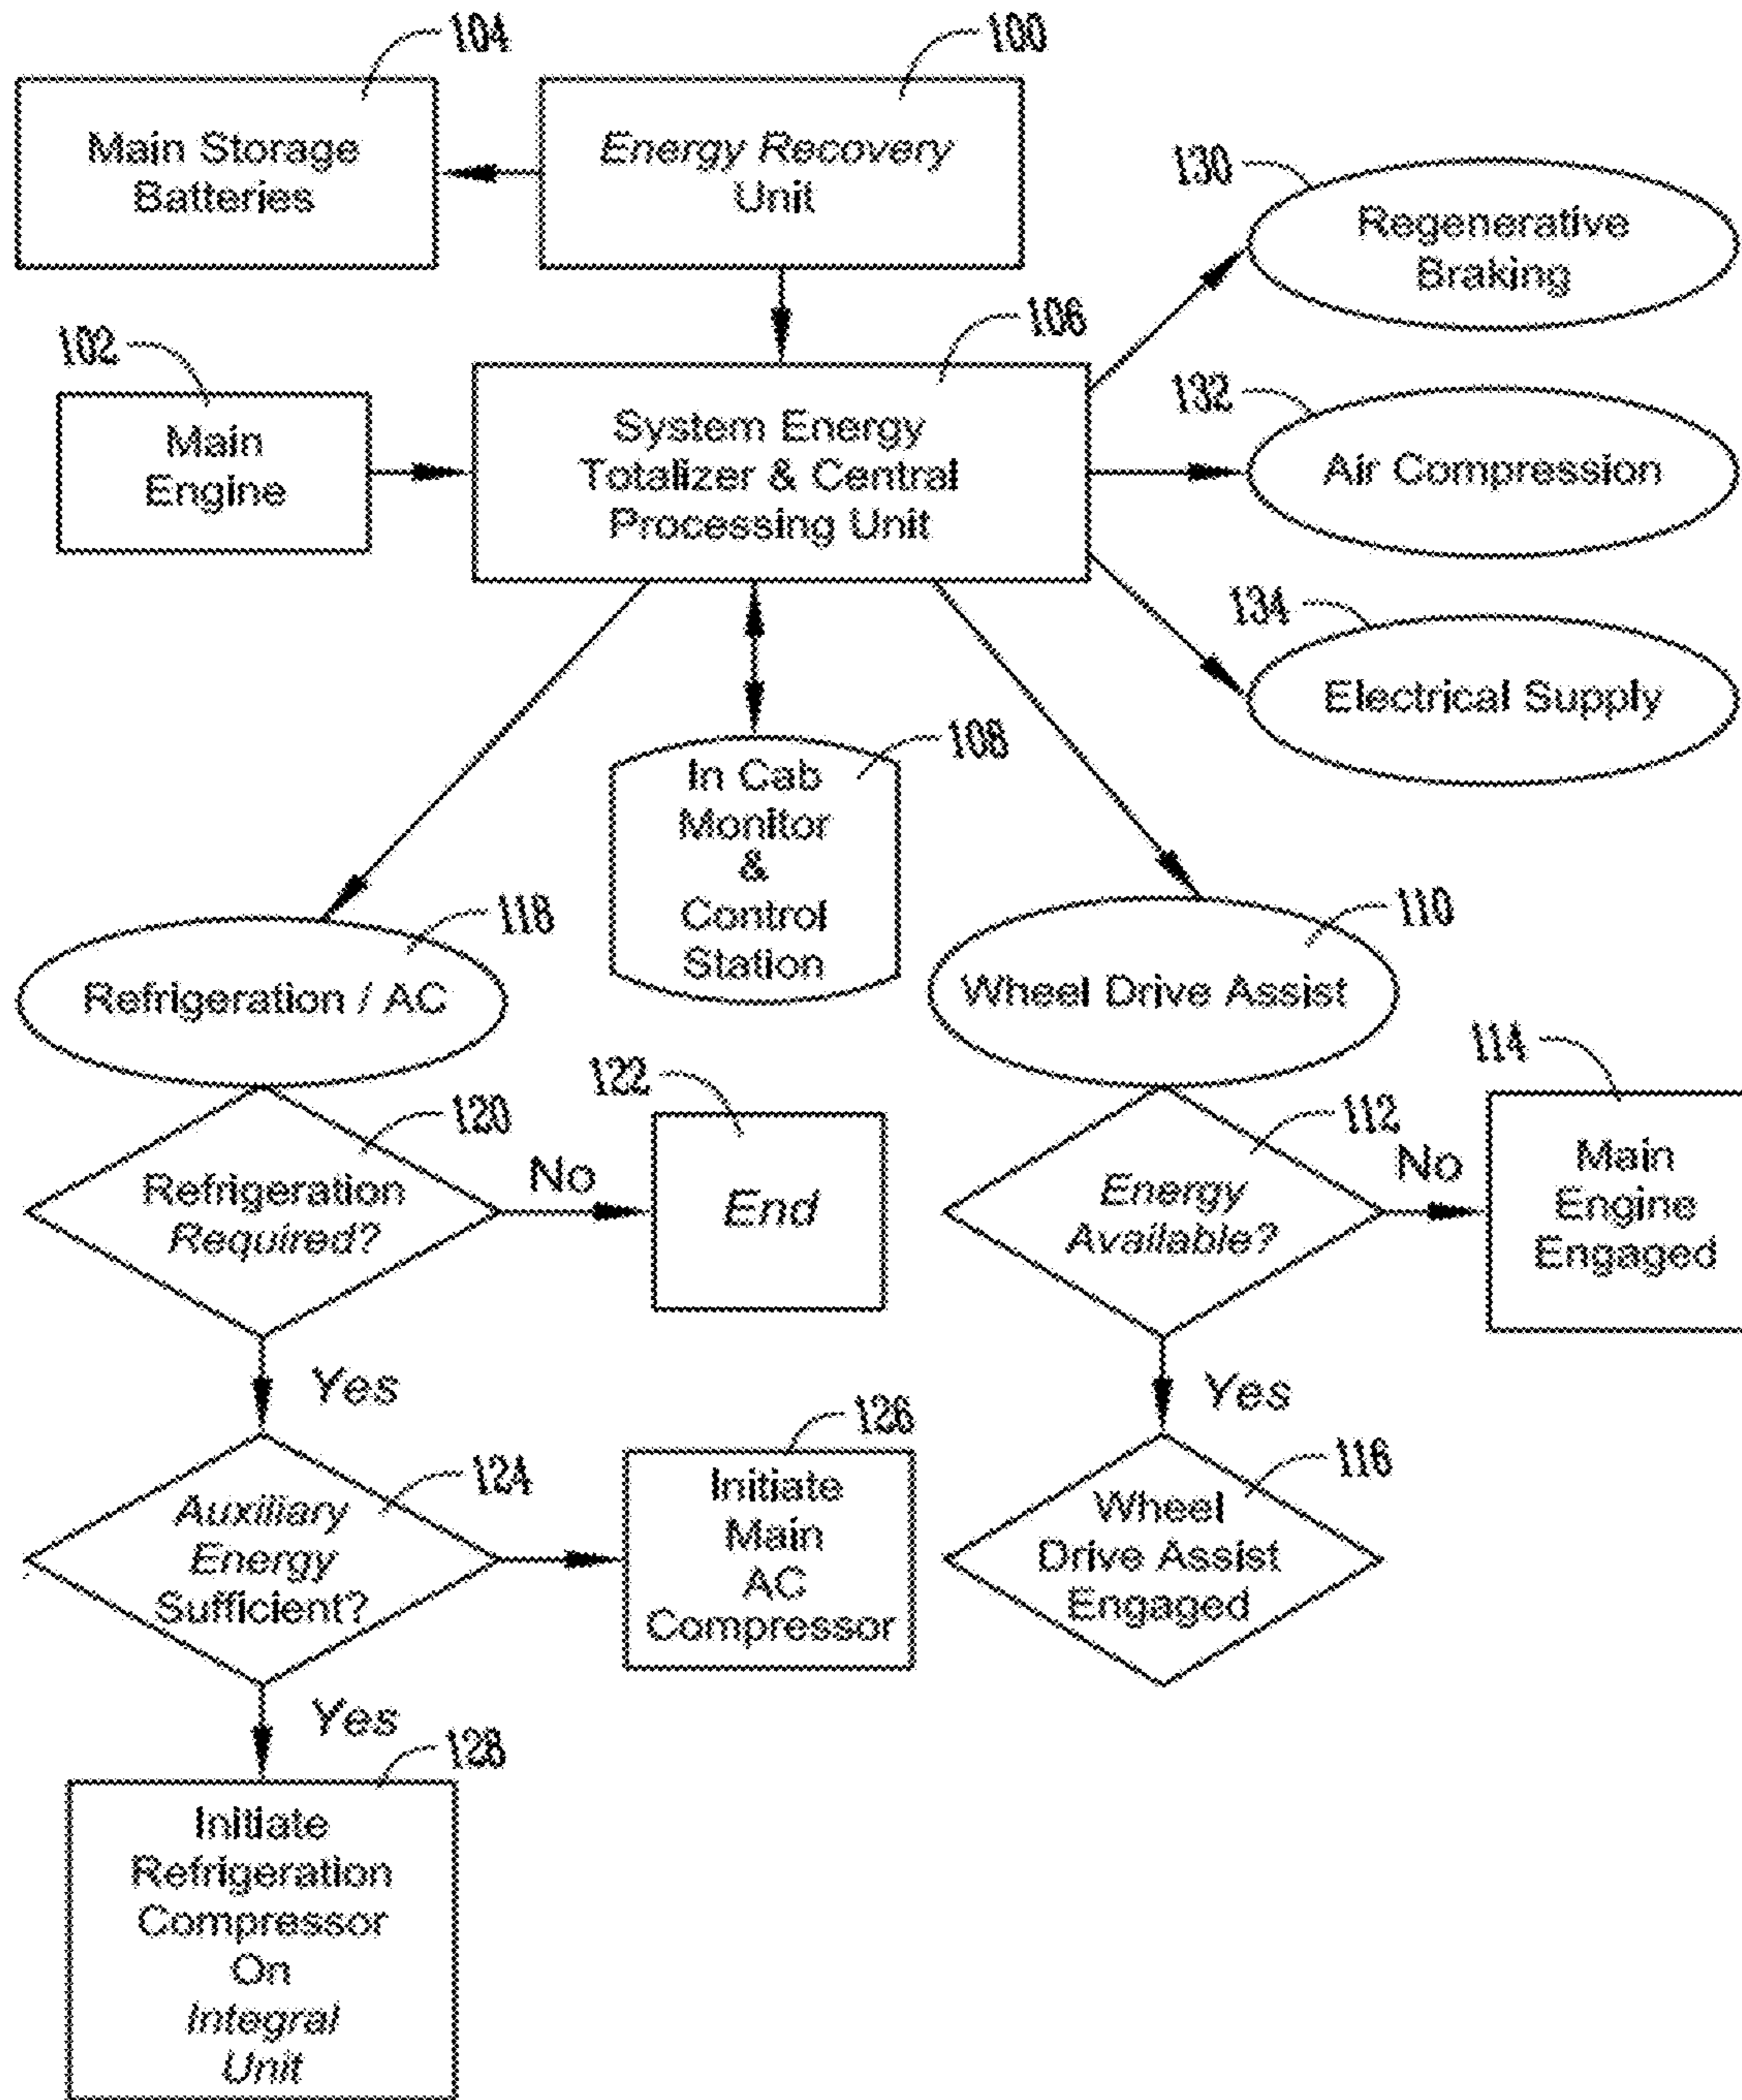 104
100
Main Storage
Batteries
Energy Recovery
Unit
130
Regenerative
Braking
102
106
Main
Engine
System Energy
Totalizer & Central
Processing Unit
132
Air Compression
134
Electrical Supply
108
In Cab
Monitor
&
Control
Station
118
Refrigeration / AC
110
Wheel Drive Assist
120
Refrigeration
Required?
No
122
End
112
Energy
Available?
No
114
Main
Engine
Engaged
Yes
Yes
124
Auxiliary
Energy
Sufficient?
126
Initiate
Main
AC
Compressor
116
Wheel
Drive Assist
Engaged
Yes
128
Initiate
Refrigeration
Compressor
On
Integral
Unit